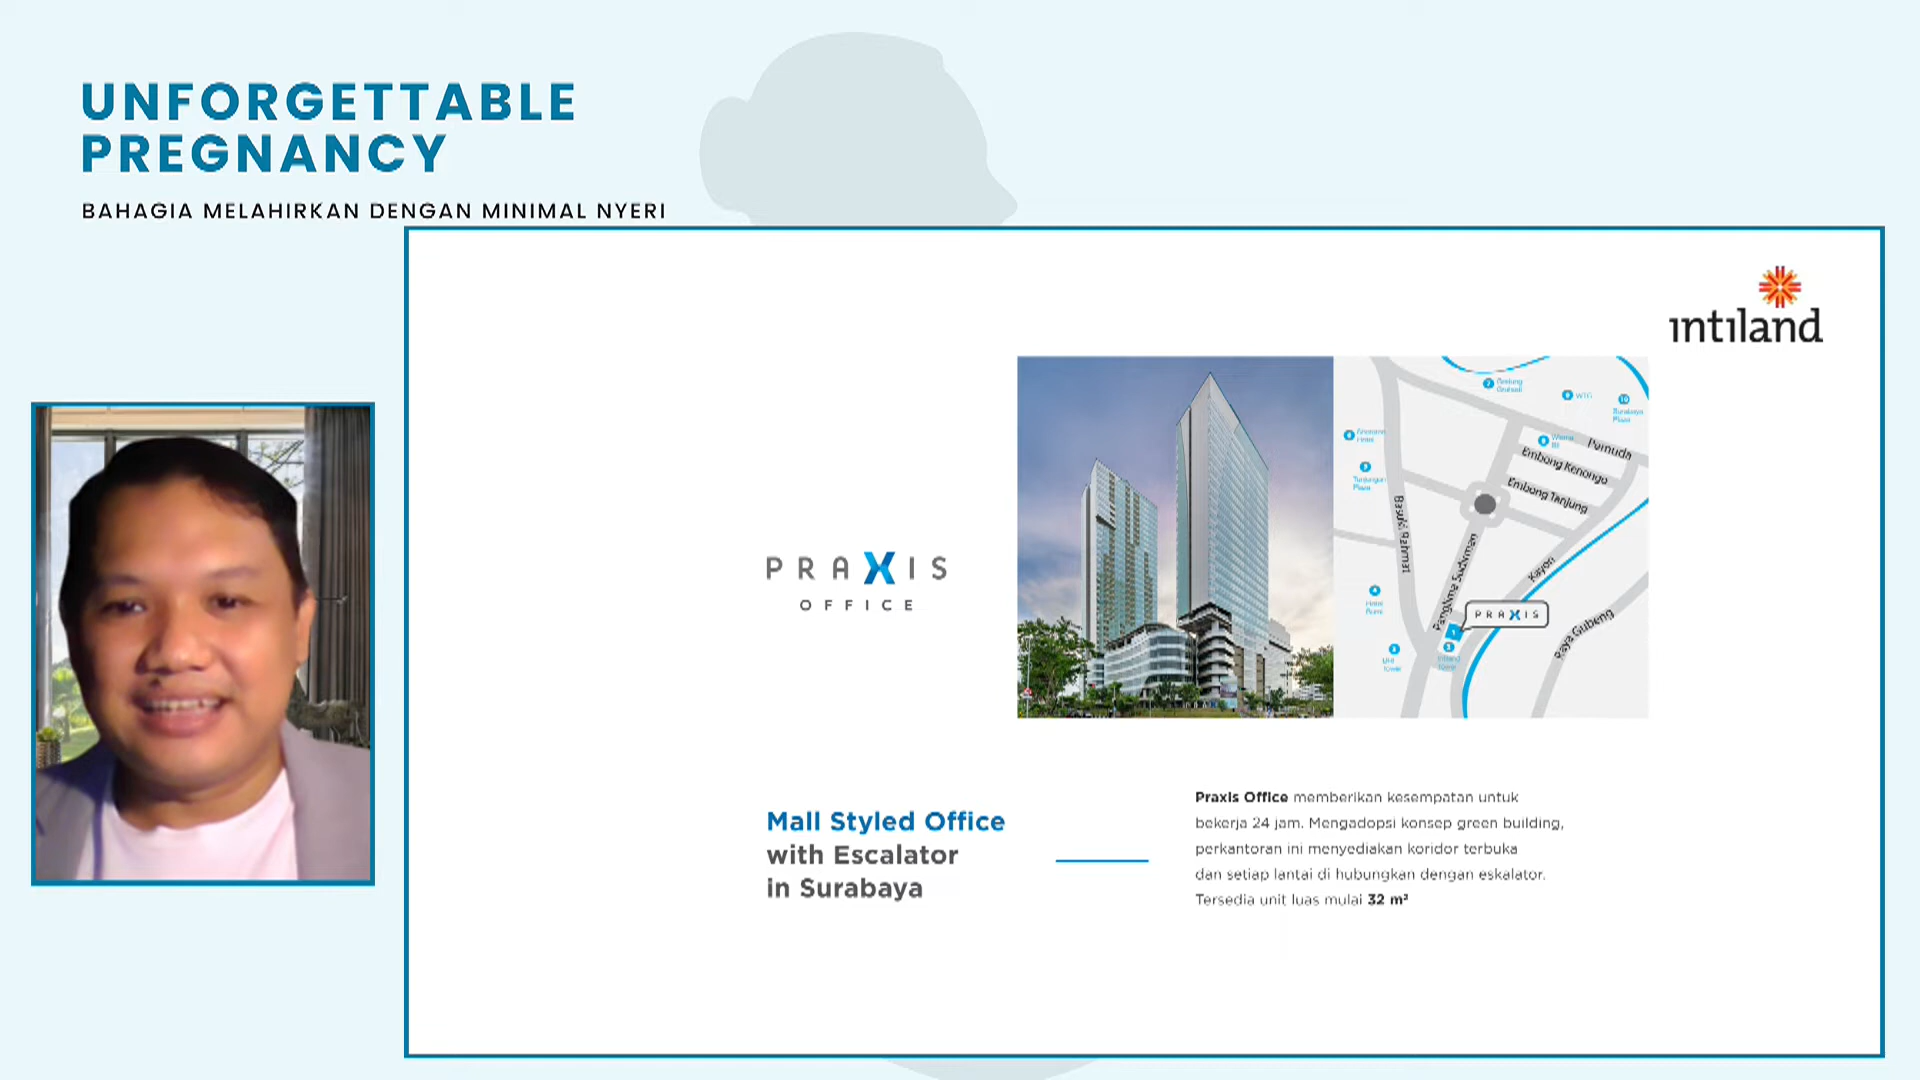 UNFORGETTABLE
PREGNANCY
BAHAGIA MELAHIRKAN DENGAN MINIMAL NYERI
intiland
PRAXIS
OFFICE
Pemuda
Embong Kenongo
Embong Tanjung
Basuki Rahmat
Panglima Sudirman
Kayon
PRAXIS
Raya Gubeng
Mall Styled Office
with Escalator
in Surabaya
Praxis Office memberikan kesempatan untuk
bekerja 24 jam. Mengadopsi konsep green building,
perkantoran ini menyediakan koridor terbuka
dan setiap lantai di hubungkan dengan eskalator.
Tersedia unit luas mulai 32 m²